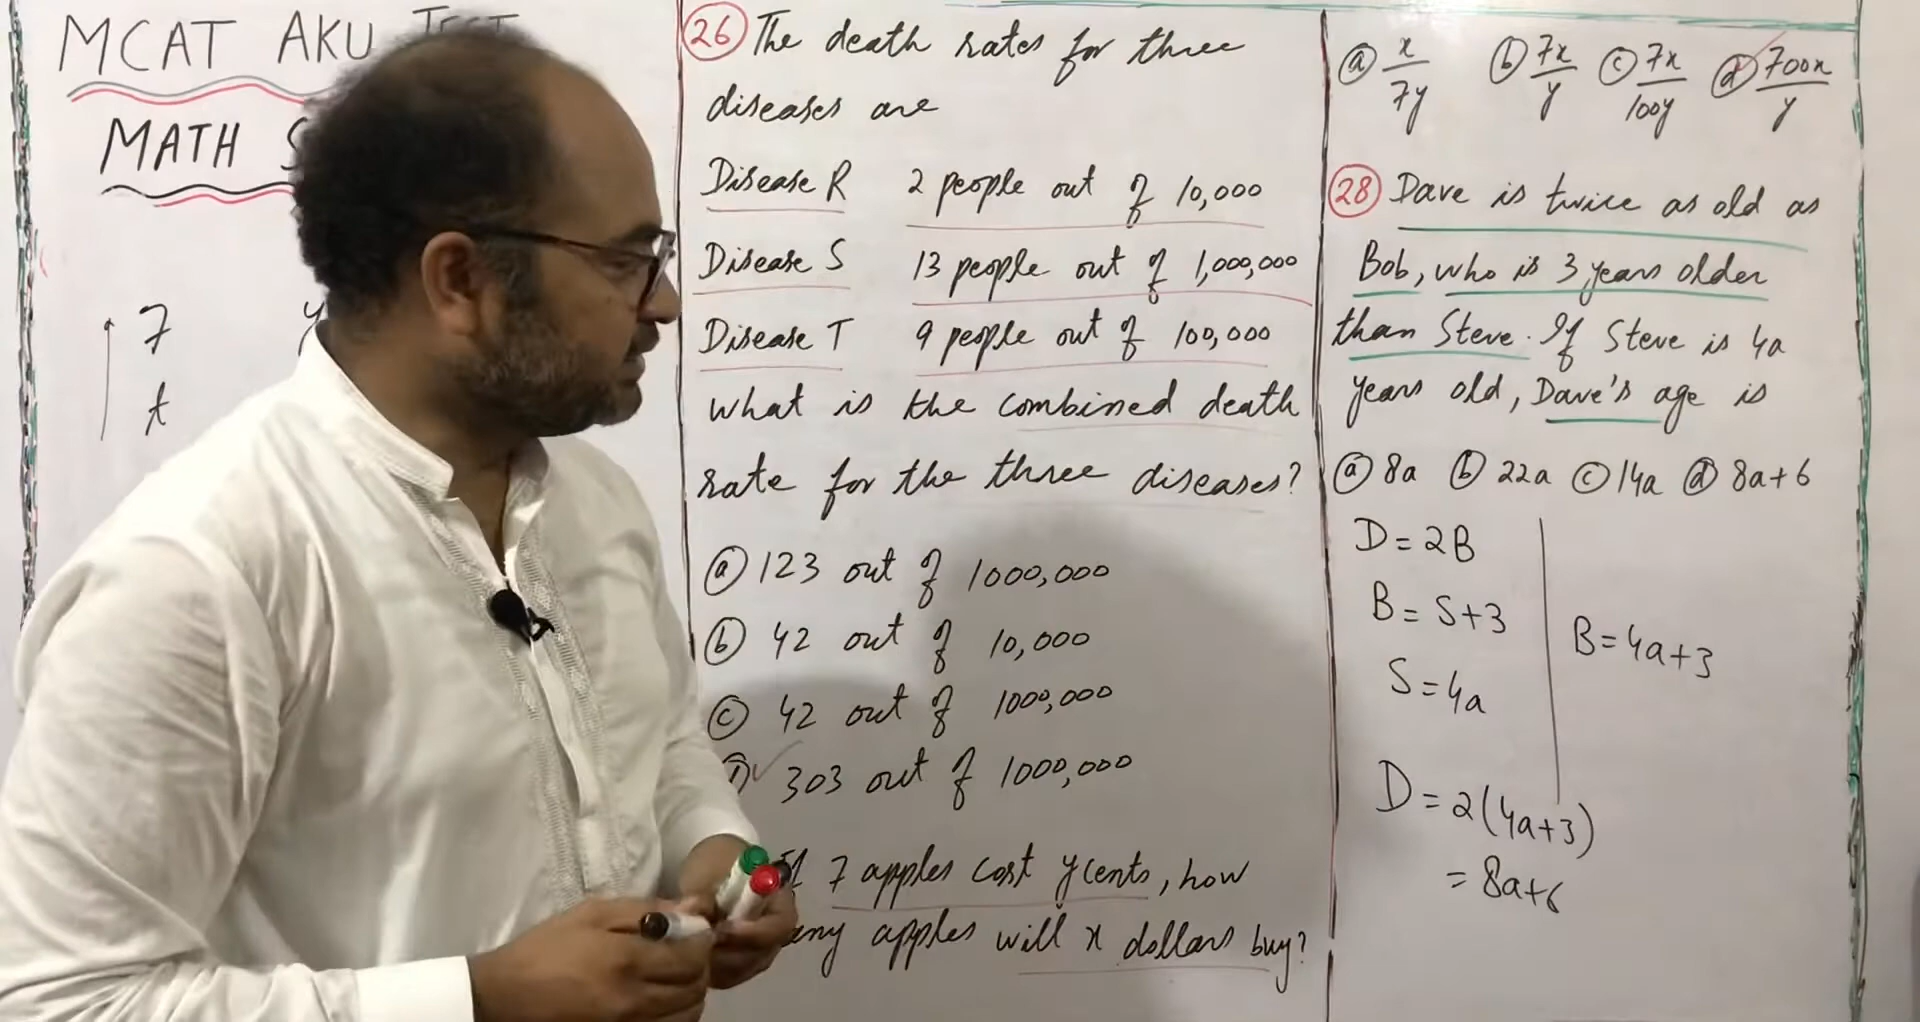 MCAT AKU TEST
MATH
7
t
26 The death rates for three
diseases are
Disease R 2 people out of 10,000
Disease S 13 people out of 1,000,000
Disease T 9 people out of 100,000
what is the combined death
rate for the three diseases?
a 123 out of 1000,000
b 42 out of 10,000
c 42 out of 1000,000
303 out of 1000,000
7 apples cost y cents, how
apples will x dollars buy?
a x/7y b 7x/y c 7x/100y d 700x/y
28 Dave is twice as old as
Bob, who is 3 years older
than Steve. If Steve is 4a
years old, Dave's age is
a 8a b 22a c 14a d 8a+6
D = 2B
B = S+3
S = 4a
B = 4a+3
D = 2(4a+3)
= 8a+6